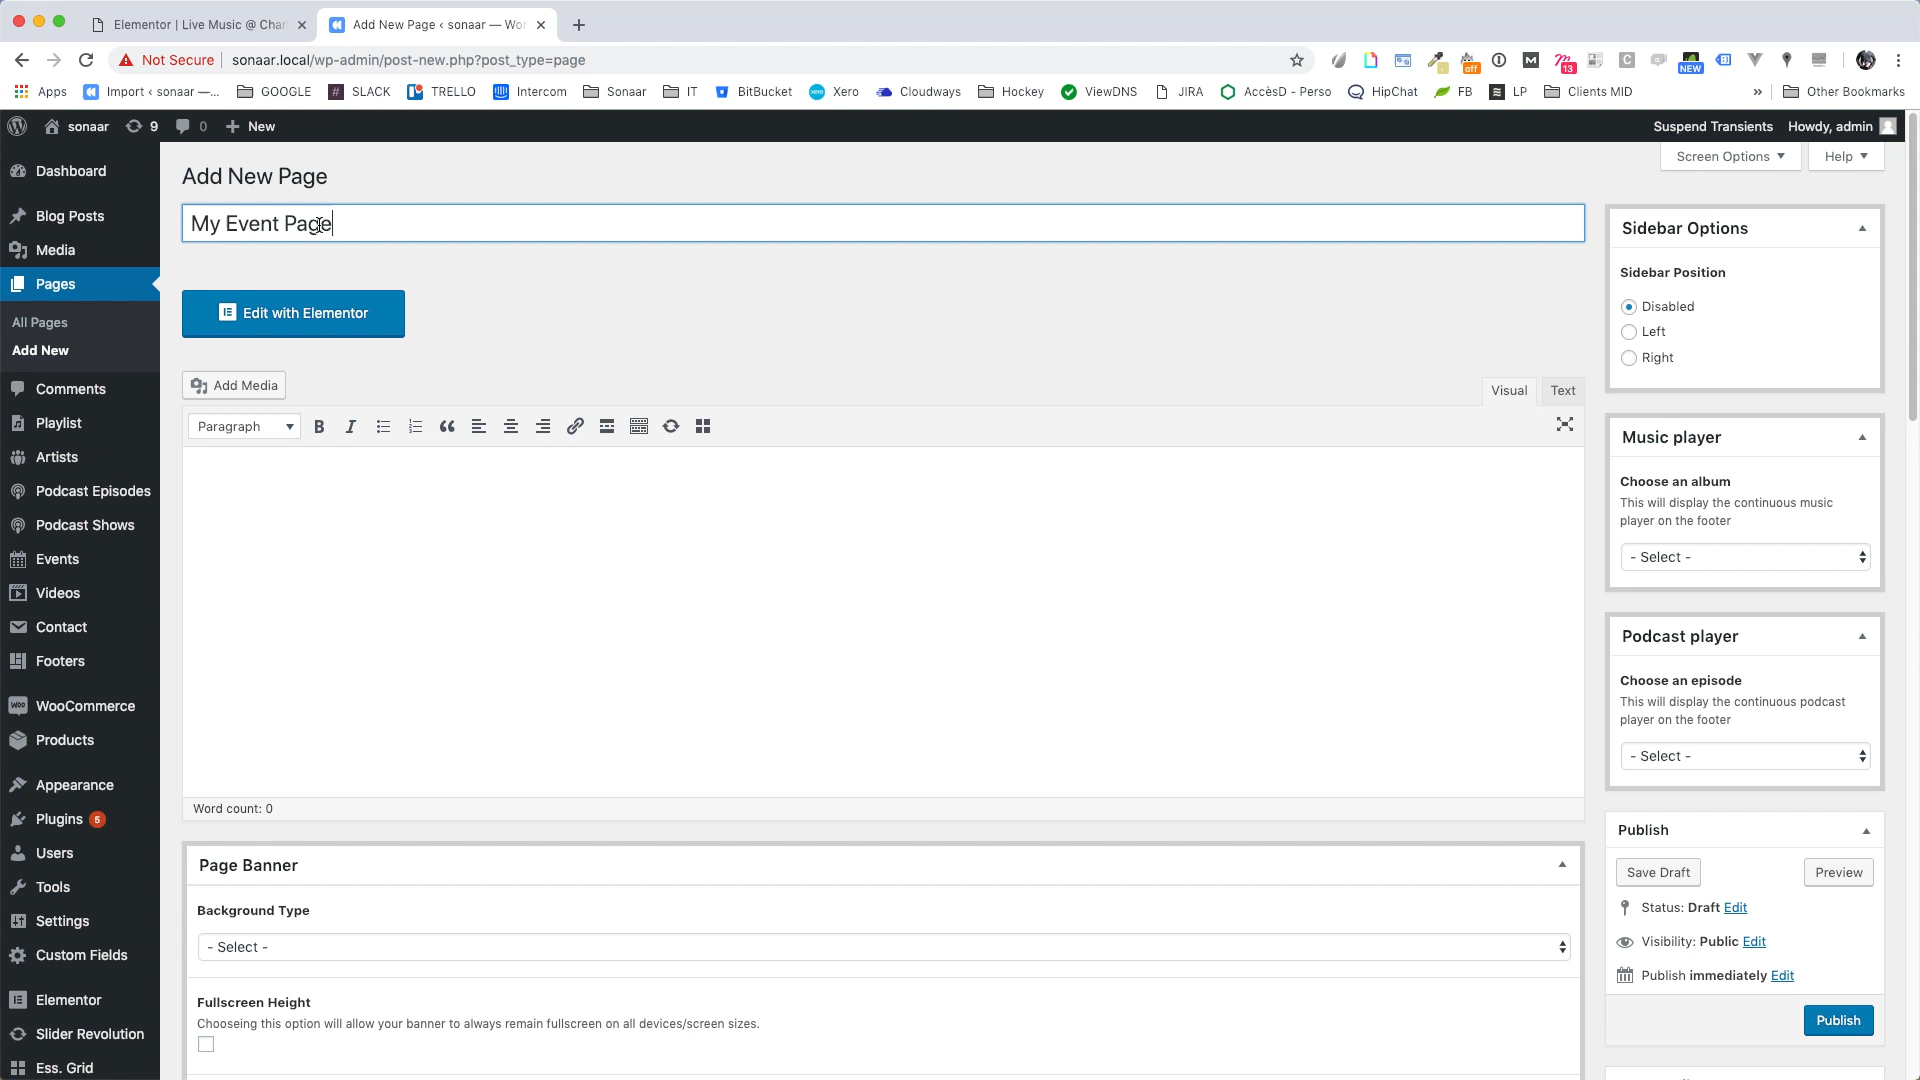 Elementor | Live Music @ Char
Add New Page ‹ sonaar — Wor
Not Secure sonaar.local/wp-admin/post-new.php?post_type=page
off
13
NEW
Apps Import ‹ sonaar —... GOOGLE SLACK TRELLO Intercom Sonaar IT BitBucket Xero Cloudways Hockey ViewDNS JIRA AccèsD - Perso HipChat FB LP Clients MID » Other Bookmarks
sonaar 9 0 + New Suspend Transients Howdy, admin
Screen Options Help
Dashboard
Blog Posts
Media
Pages
All Pages
Add New
Comments
Playlist
Artists
Podcast Episodes
Podcast Shows
Events
Videos
Contact
Footers
WooCommerce
Products
Appearance
Plugins 5
Users
Tools
Settings
Custom Fields
Elementor
Slider Revolution
Ess. Grid
Add New Page
My Event Page
Edit with Elementor
Add Media
Visual Text
Paragraph
Word count: 0
Page Banner
Background Type
- Select -
Fullscreen Height
Chooseing this option will allow your banner to always remain fullscreen on all devices/screen sizes.
Sidebar Options
Sidebar Position
Disabled
Left
Right
Music player
Choose an album
This will display the continuous music
player on the footer
- Select -
Podcast player
Choose an episode
This will display the continuous podcast
player on the footer
- Select -
Publish
Save Draft Preview
Status: Draft Edit
Visibility: Public Edit
Publish immediately Edit
Publish